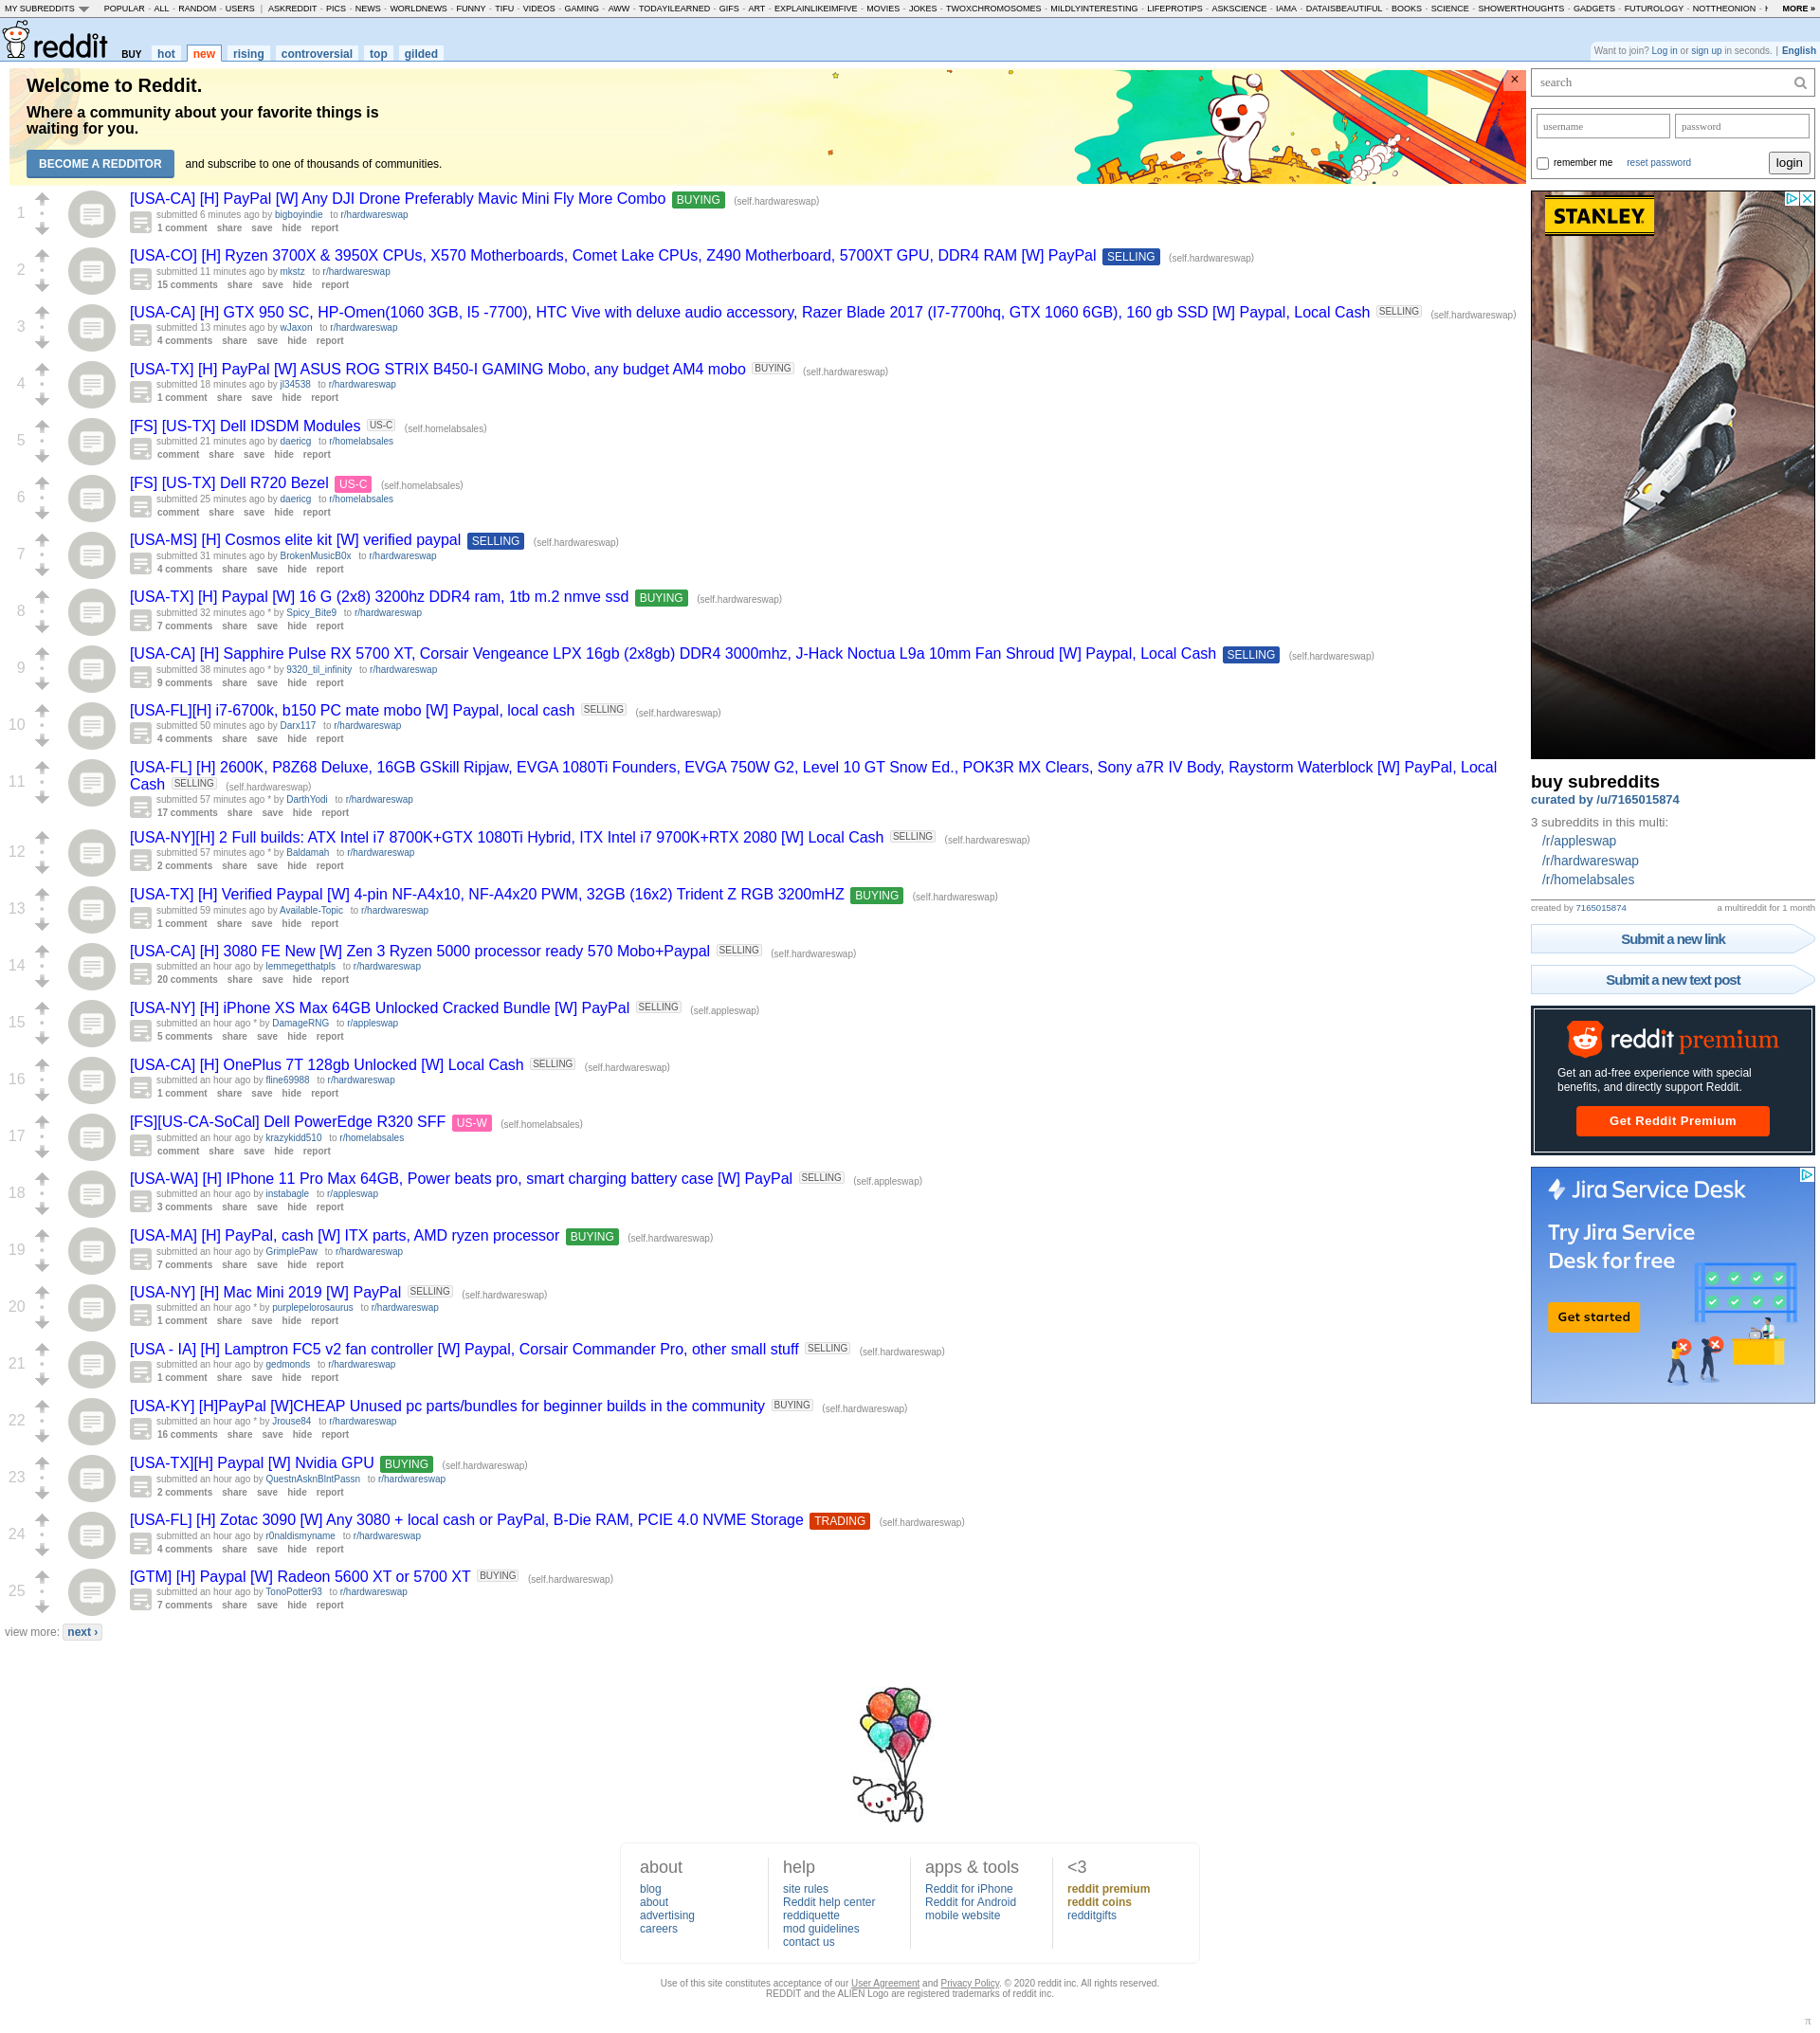 MY SUBREDDITS POPULAR - ALL - RANDOM - USERS | ASKREDDIT - PICS - NEWS - WORLDNEWS - FUNNY - TIFU - VIDEOS - GAMING - AWW - TODAYILEARNED - GIFS - ART - EXPLAINLIKEIMFIVE - MOVIES - JOKES - TWOXCHROMOSOMES - MILDLYINTERESTING - LIFEPROTIPS - ASKSCIENCE - IAMA - DATAISBEAUTIFUL - BOOKS - SCIENCE - SHOWERTHOUGHTS - GADGETS - FUTUROLOGY - NOTTHEONION - MORE »
reddit BUY hot new rising controversial top gilded
Want to join? Log in or sign up in seconds. | English
Welcome to Reddit.
Where a community about your favorite things is
waiting for you.
BECOME A REDDITOR and subscribe to one of thousands of communities.
×
1
[USA-CA] [H] PayPal [W] Any DJI Drone Preferably Mavic Mini Fly More Combo BUYING (self.hardwareswap)
submitted 6 minutes ago by bigboyindie to r/hardwareswap
1 comment share save hide report
2
[USA-CO] [H] Ryzen 3700X & 3950X CPUs, X570 Motherboards, Comet Lake CPUs, Z490 Motherboard, 5700XT GPU, DDR4 RAM [W] PayPal SELLING (self.hardwareswap)
submitted 11 minutes ago by mkstz to r/hardwareswap
15 comments share save hide report
3
[USA-CA] [H] GTX 950 SC, HP-Omen(1060 3GB, I5 -7700), HTC Vive with deluxe audio accessory, Razer Blade 2017 (I7-7700hq, GTX 1060 6GB), 160 gb SSD [W] Paypal, Local Cash SELLING (self.hardwareswap)
submitted 13 minutes ago by wJaxon to r/hardwareswap
4 comments share save hide report
4
[USA-TX] [H] PayPal [W] ASUS ROG STRIX B450-I GAMING Mobo, any budget AM4 mobo BUYING (self.hardwareswap)
submitted 18 minutes ago by jl34538 to r/hardwareswap
1 comment share save hide report
5
[FS] [US-TX] Dell IDSDM Modules US-C (self.homelabsales)
submitted 21 minutes ago by daericg to r/homelabsales
comment share save hide report
6
[FS] [US-TX] Dell R720 Bezel US-C (self.homelabsales)
submitted 25 minutes ago by daericg to r/homelabsales
comment share save hide report
7
[USA-MS] [H] Cosmos elite kit [W] verified paypal SELLING (self.hardwareswap)
submitted 31 minutes ago by BrokenMusicB0x to r/hardwareswap
4 comments share save hide report
8
[USA-TX] [H] Paypal [W] 16 G (2x8) 3200hz DDR4 ram, 1tb m.2 nmve ssd BUYING (self.hardwareswap)
submitted 32 minutes ago * by Spicy_Bite9 to r/hardwareswap
7 comments share save hide report
9
[USA-CA] [H] Sapphire Pulse RX 5700 XT, Corsair Vengeance LPX 16gb (2x8gb) DDR4 3000mhz, J-Hack Noctua L9a 10mm Fan Shroud [W] Paypal, Local Cash SELLING (self.hardwareswap)
submitted 38 minutes ago * by 9320_til_infinity to r/hardwareswap
9 comments share save hide report
10
[USA-FL][H] i7-6700k, b150 PC mate mobo [W] Paypal, local cash SELLING (self.hardwareswap)
submitted 50 minutes ago by Darx117 to r/hardwareswap
4 comments share save hide report
11
[USA-FL] [H] 2600K, P8Z68 Deluxe, 16GB GSkill Ripjaw, EVGA 1080Ti Founders, EVGA 750W G2, Level 10 GT Snow Ed., POK3R MX Clears, Sony a7R IV Body, Raystorm Waterblock [W] PayPal, Local
Cash SELLING (self.hardwareswap)
submitted 57 minutes ago * by DarthYodi to r/hardwareswap
17 comments share save hide report
12
[USA-NY][H] 2 Full builds: ATX Intel i7 8700K+GTX 1080Ti Hybrid, ITX Intel i7 9700K+RTX 2080 [W] Local Cash SELLING (self.hardwareswap)
submitted 57 minutes ago * by Baldamah to r/hardwareswap
2 comments share save hide report
13
[USA-TX] [H] Verified Paypal [W] 4-pin NF-A4x10, NF-A4x20 PWM, 32GB (16x2) Trident Z RGB 3200mHZ BUYING (self.hardwareswap)
submitted 59 minutes ago by Available-Topic to r/hardwareswap
1 comment share save hide report
14
[USA-CA] [H] 3080 FE New [W] Zen 3 Ryzen 5000 processor ready 570 Mobo+Paypal SELLING (self.hardwareswap)
submitted an hour ago by lemmegetthatpls to r/hardwareswap
20 comments share save hide report
15
[USA-NY] [H] iPhone XS Max 64GB Unlocked Cracked Bundle [W] PayPal SELLING (self.appleswap)
submitted an hour ago * by DamageRNG to r/appleswap
5 comments share save hide report
16
[USA-CA] [H] OnePlus 7T 128gb Unlocked [W] Local Cash SELLING (self.hardwareswap)
submitted an hour ago by fline69988 to r/hardwareswap
1 comment share save hide report
17
[FS][US-CA-SoCal] Dell PowerEdge R320 SFF US-W (self.homelabsales)
submitted an hour ago by krazykidd510 to r/homelabsales
comment share save hide report
18
[USA-WA] [H] IPhone 11 Pro Max 64GB, Power beats pro, smart charging battery case [W] PayPal SELLING (self.appleswap)
submitted an hour ago by instabagle to r/appleswap
3 comments share save hide report
19
[USA-MA] [H] PayPal, cash [W] ITX parts, AMD ryzen processor BUYING (self.hardwareswap)
submitted an hour ago by GrimplePaw to r/hardwareswap
7 comments share save hide report
20
[USA-NY] [H] Mac Mini 2019 [W] PayPal SELLING (self.hardwareswap)
submitted an hour ago * by purplepelorosaurus to r/hardwareswap
1 comment share save hide report
21
[USA - IA] [H] Lamptron FC5 v2 fan controller [W] Paypal, Corsair Commander Pro, other small stuff SELLING (self.hardwareswap)
submitted an hour ago by gedmonds to r/hardwareswap
1 comment share save hide report
22
[USA-KY] [H]PayPal [W]CHEAP Unused pc parts/bundles for beginner builds in the community BUYING (self.hardwareswap)
submitted an hour ago * by Jrouse84 to r/hardwareswap
16 comments share save hide report
23
[USA-TX][H] Paypal [W] Nvidia GPU BUYING (self.hardwareswap)
submitted an hour ago by QuestnAsknBlntPassn to r/hardwareswap
2 comments share save hide report
24
[USA-FL] [H] Zotac 3090 [W] Any 3080 + local cash or PayPal, B-Die RAM, PCIE 4.0 NVME Storage TRADING (self.hardwareswap)
submitted an hour ago by r0naldismyname to r/hardwareswap
4 comments share save hide report
25
[GTM] [H] Paypal [W] Radeon 5600 XT or 5700 XT BUYING (self.hardwareswap)
submitted an hour ago by TonoPotter93 to r/hardwareswap
7 comments share save hide report
view more: next ›
search
username password
remember me reset password login
STANLEY
buy subreddits
curated by /u/7165015874
3 subreddits in this multi:
/r/appleswap
/r/hardwareswap
/r/homelabsales
created by 7165015874 a multireddit for 1 month
Submit a new link
Submit a new text post
reddit premium
Get an ad-free experience with special
benefits, and directly support Reddit.
Get Reddit Premium
Jira Service Desk
Try Jira Service
Desk for free
Get started
about
blog
about
advertising
careers
help
site rules
Reddit help center
reddiquette
mod guidelines
contact us
apps & tools
Reddit for iPhone
Reddit for Android
mobile website
<3
reddit premium
reddit coins
redditgifts
Use of this site constitutes acceptance of our User Agreement and Privacy Policy. © 2020 reddit inc. All rights reserved.
REDDIT and the ALIEN Logo are registered trademarks of reddit inc.
π